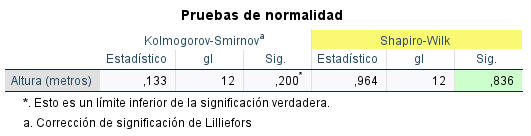 Pruebas de normalidad
Kolmogorov-Smirnovª Shapiro-Wilk
Estadístico gl Sig. Estadístico gl Sig.
Altura (metros) ,133 12 ,200* ,964 12 ,836
*. Esto es un límite inferior de la significación verdadera.
a. Corrección de significación de Lilliefors